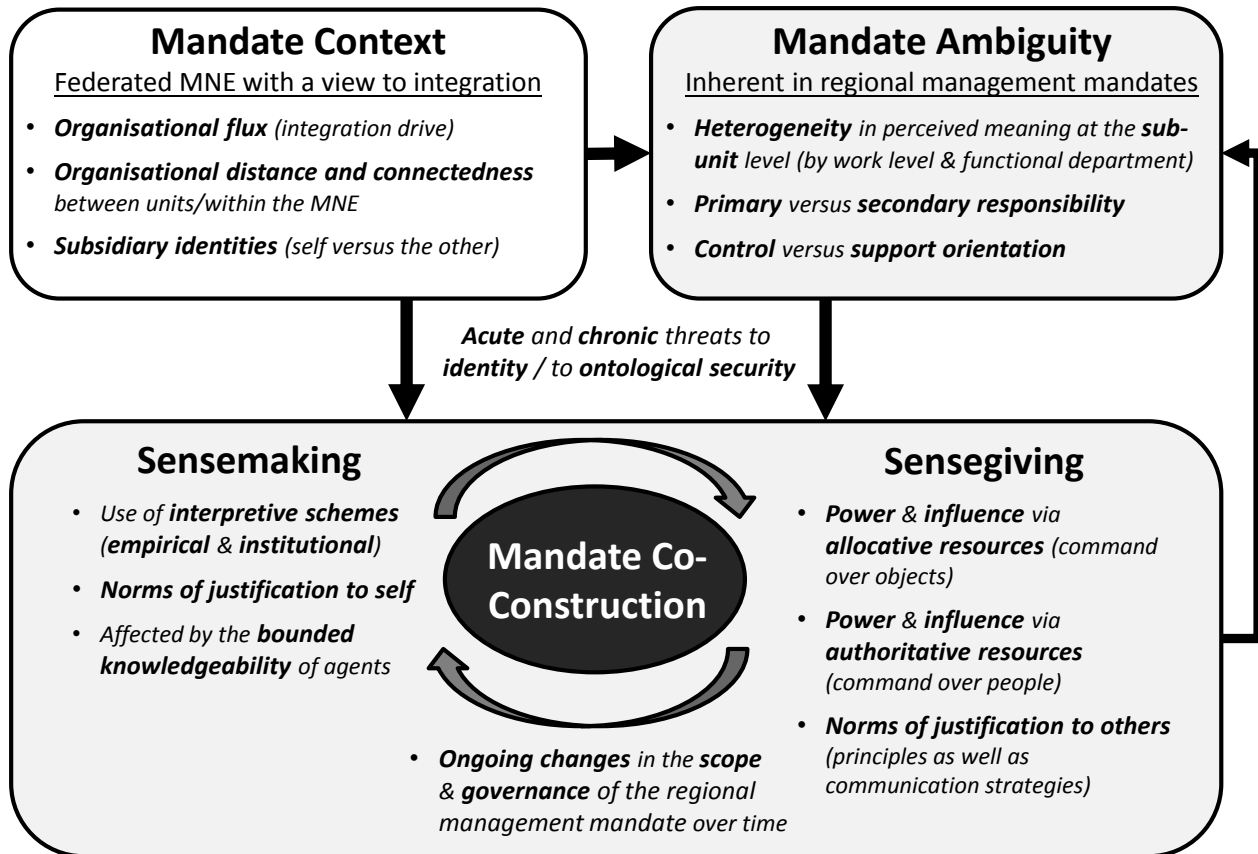 Mandate Context
Federated MNE with a view to integration
• Organisational flux (integration drive)
• Organisational distance and connectedness
between units/within the MNE
• Subsidiary identities (self versus the other)
Mandate Ambiguity
Inherent in regional management mandates
• Heterogeneity in perceived meaning at the sub-
unit level (by work level & functional department)
• Primary versus secondary responsibility
• Control versus support orientation
Acute and chronic threats to
identity / to ontological security
Sensemaking
• Use of interpretive schemes
(empirical & institutional)
• Norms of justification to self
• Affected by the bounded
knowledgeability of agents
Mandate Co-
Construction
• Ongoing changes in the scope
& governance of the regional
management mandate over time
Sensegiving
• Power & influence via
allocative resources (command
over objects)
• Power & influence via
authoritative resources
(command over people)
• Norms of justification to others
(principles as well as
communication strategies)